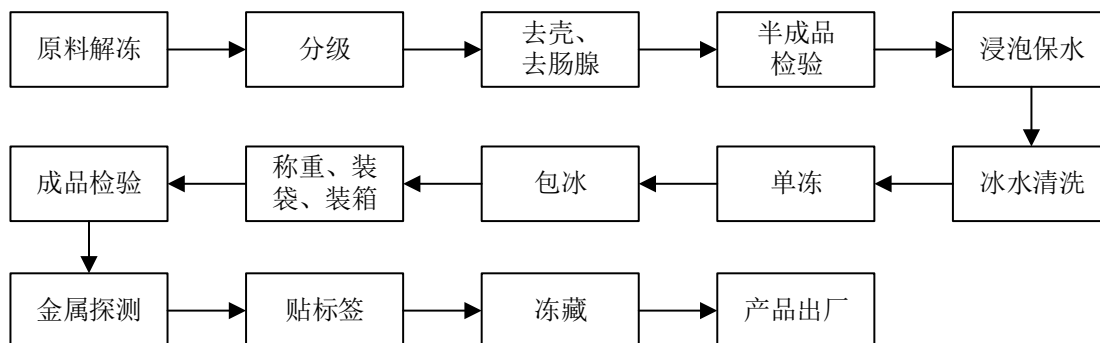 原料解冻
分级
去壳、
去肠腺
半成品
检验
浸泡保水
冰水清洗
单冻
包冰
称重、装
袋、装箱
成品检验
金属探测
贴标签
冻藏
产品出厂